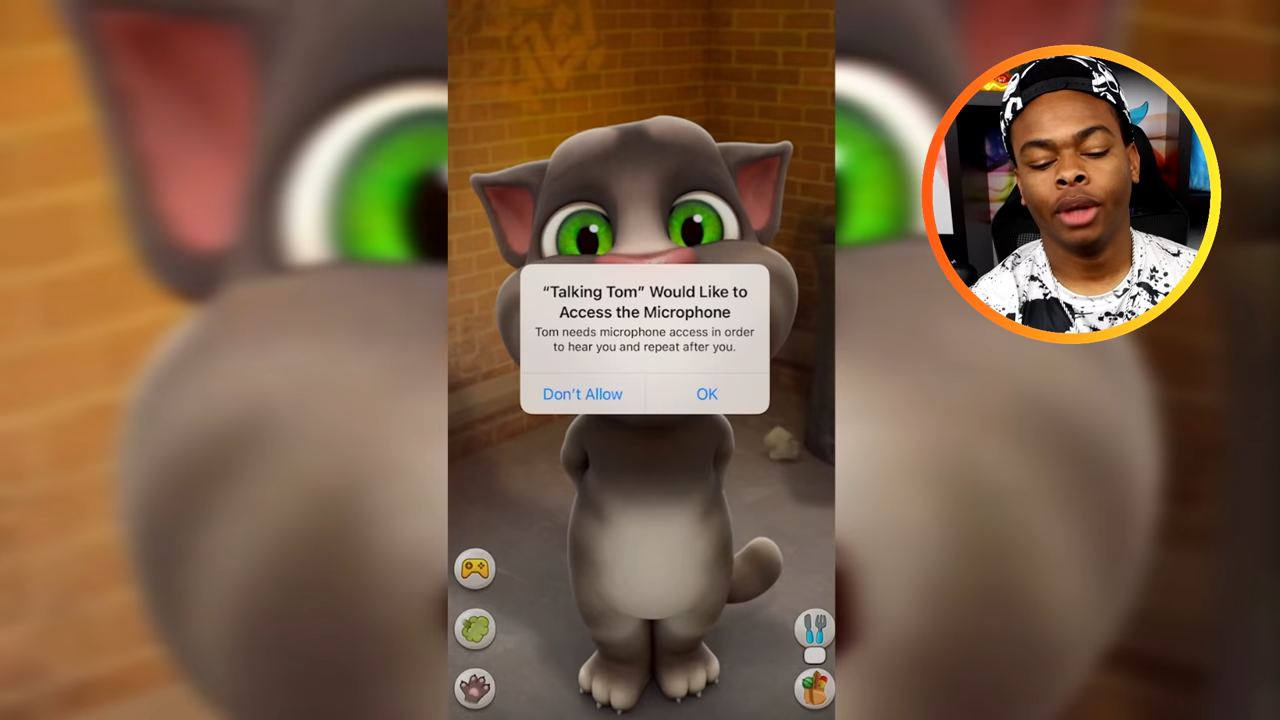 “Talking Tom” Would Like to
Access the Microphone
Tom needs microphone access in order
to hear you and repeat after you.
Don’t Allow
OK